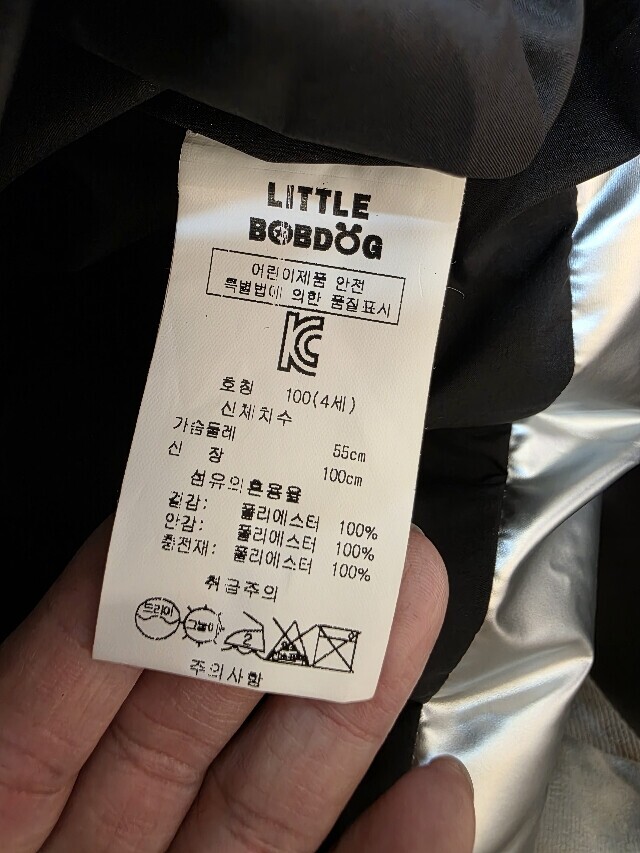 LITTLE
BOBDOG
어린이제품 안전
특별법에 의한 품질표시
KC
호칭 100(4세)
신체치수
가슴둘레 55cm
신 장 100cm
섬유의혼용율
겉감: 폴리에스터 100%
안감: 폴리에스터 100%
충전재: 폴리에스터 100%
취급주의
드라이 그늘이 2
주의사항